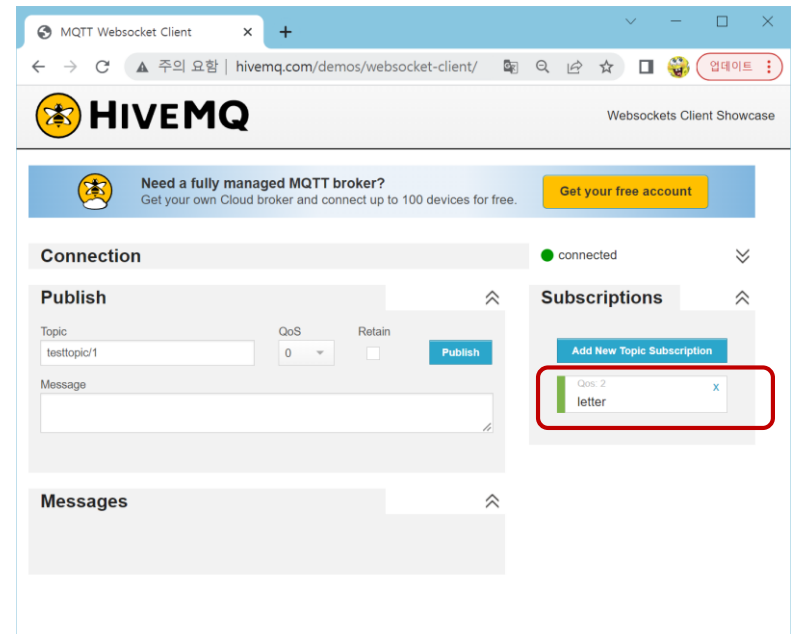 MQTT Websocket Client
주의 요함 | hivemq.com/demos/websocket-client/
업데이트
HIVEMQ
Websockets Client Showcase
Need a fully managed MQTT broker?
Get your own Cloud broker and connect up to 100 devices for free.
Get your free account
Connection
connected
Publish
Subscriptions
Topic
QoS
Retain
testtopic/1
0
Publish
Add New Topic Subscription
Message
Qos: 2
x
letter
Messages